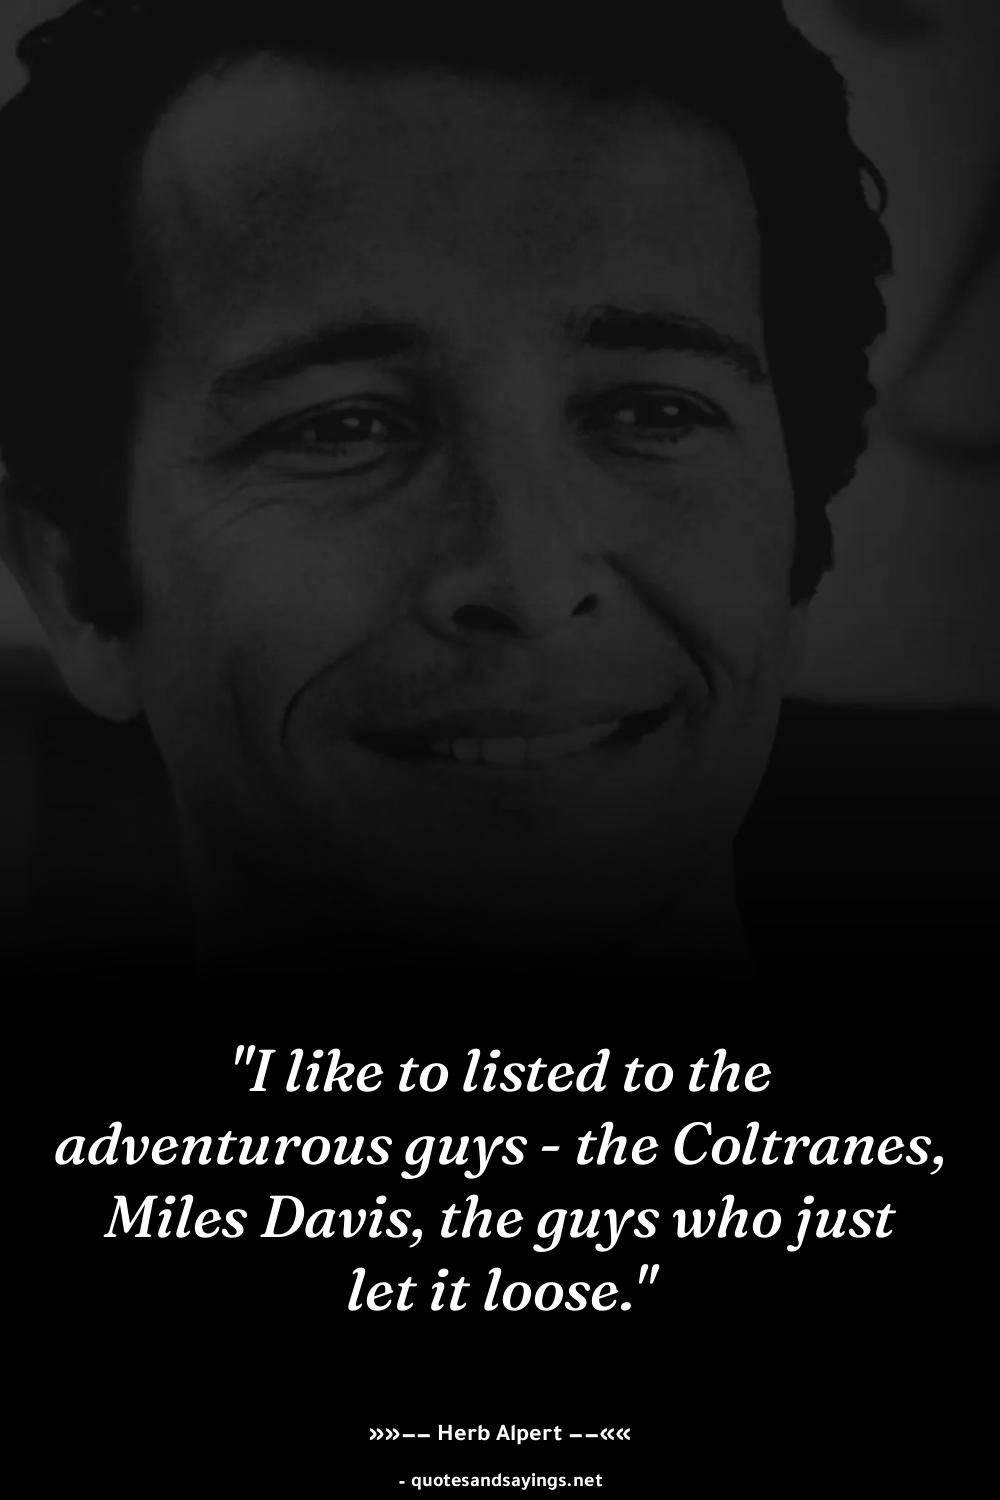 "I like to listed to the
adventurous guys - the Coltranes,
Miles Davis, the guys who just
let it loose."
»»—— Herb Alpert ——««
- quotesandsayings.net